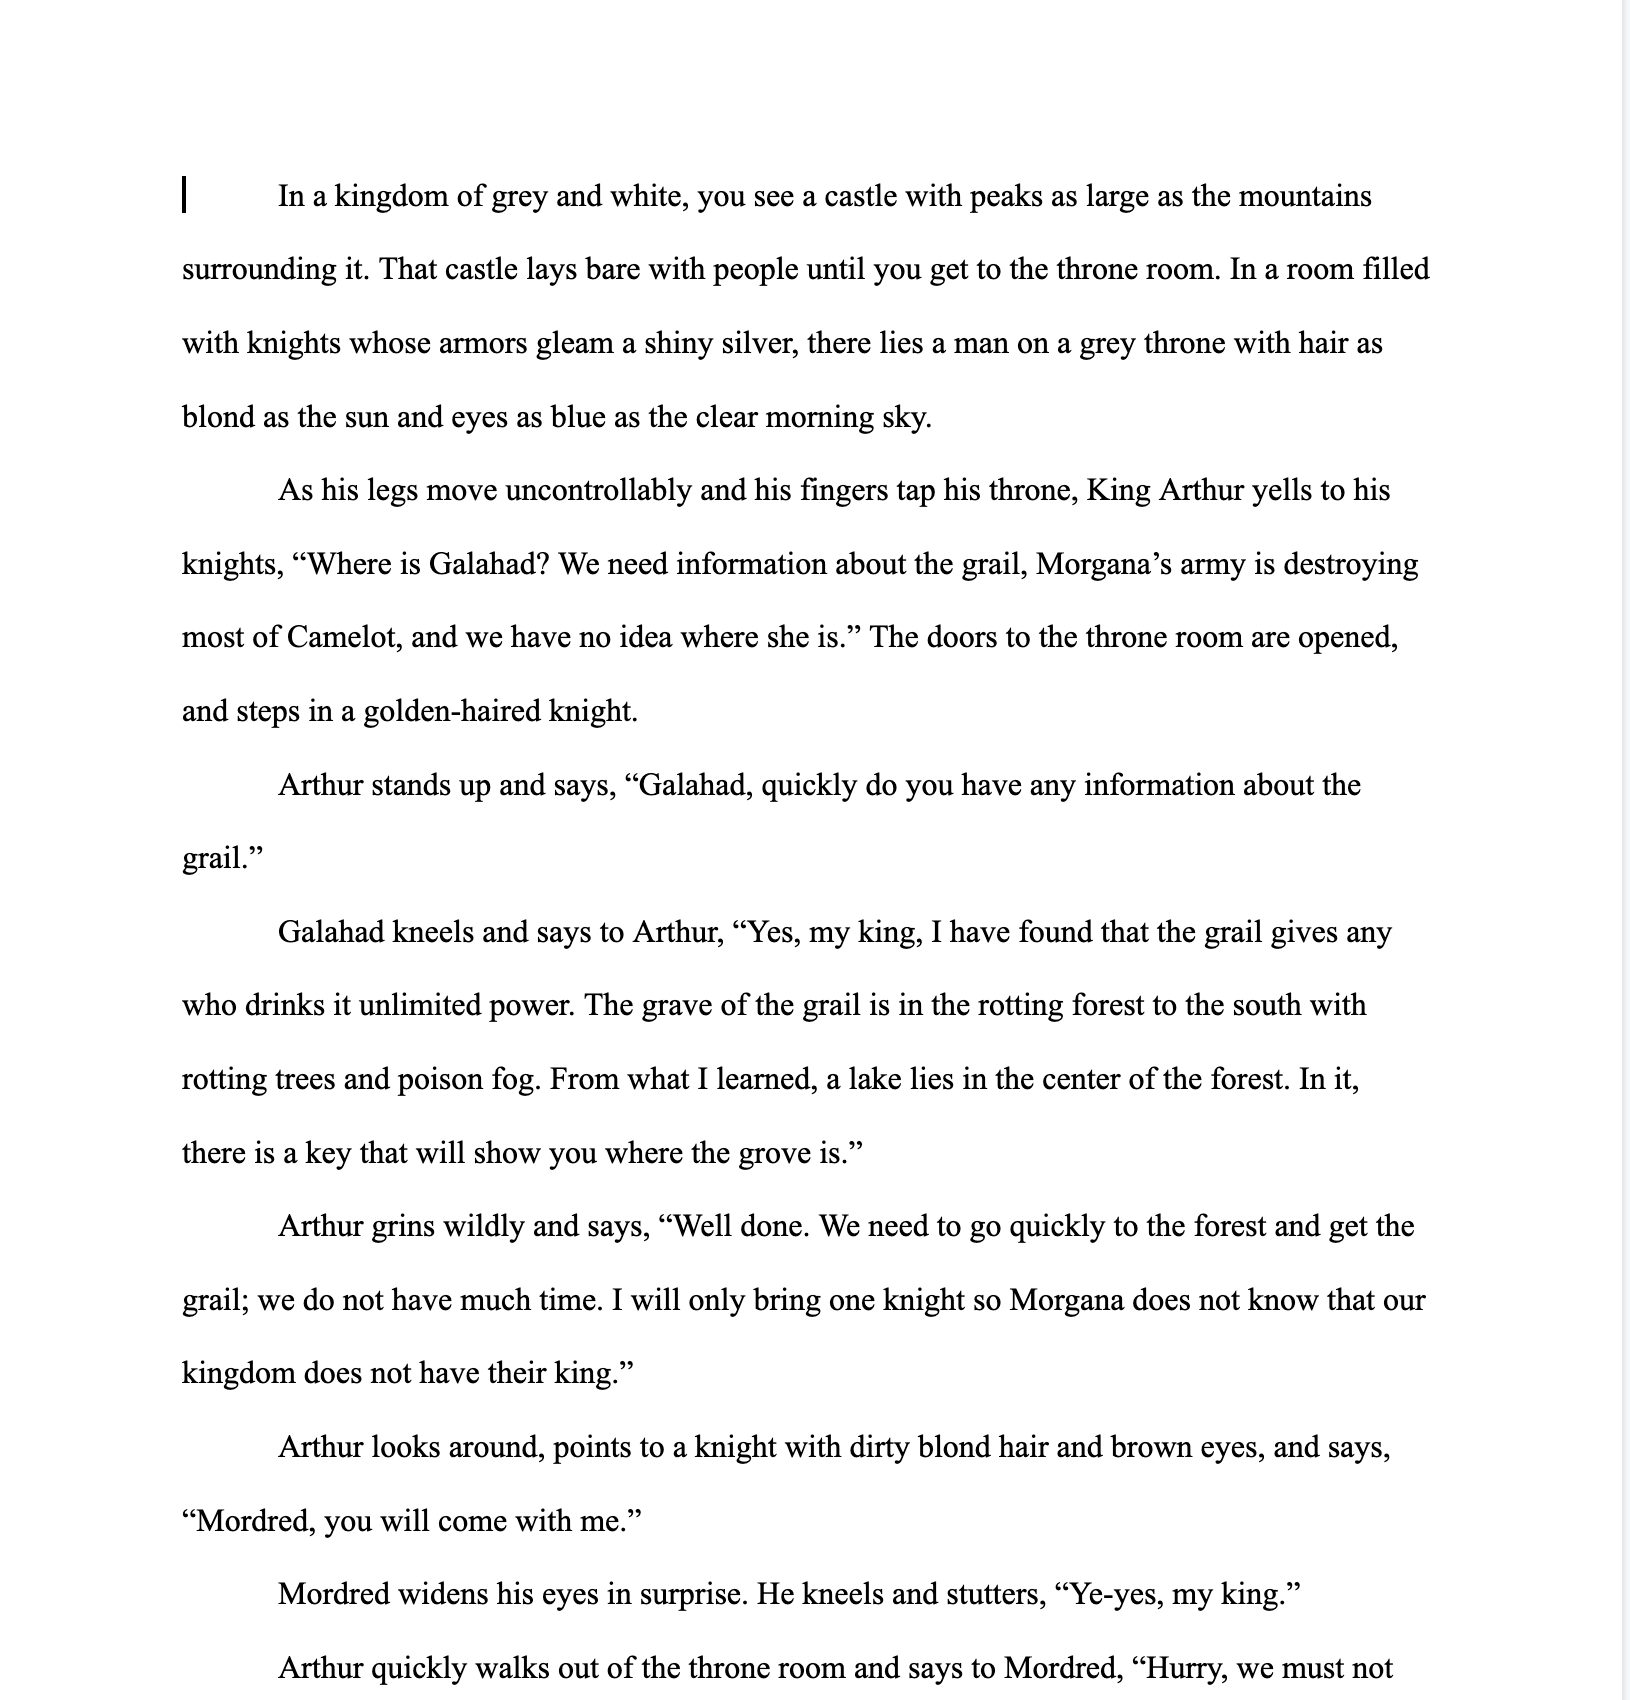 In a kingdom of grey and white, you see a castle with peaks as large as the mountains
surrounding it. That castle lays bare with people until you get to the throne room. In a room filled
with knights whose armors gleam a shiny silver, there lies a man on a grey throne with hair as
blond as the sun and eyes as blue as the clear morning sky.
As his legs move uncontrollably and his fingers tap his throne, King Arthur yells to his
knights, “Where is Galahad? We need information about the grail, Morgana’s army is destroying
most of Camelot, and we have no idea where she is.” The doors to the throne room are opened,
and steps in a golden-haired knight.
Arthur stands up and says, “Galahad, quickly do you have any information about the
grail.”
Galahad kneels and says to Arthur, “Yes, my king, I have found that the grail gives any
who drinks it unlimited power. The grave of the grail is in the rotting forest to the south with
rotting trees and poison fog. From what I learned, a lake lies in the center of the forest. In it,
there is a key that will show you where the grove is.”
Arthur grins wildly and says, “Well done. We need to go quickly to the forest and get the
grail; we do not have much time. I will only bring one knight so Morgana does not know that our
kingdom does not have their king.”
Arthur looks around, points to a knight with dirty blond hair and brown eyes, and says,
“Mordred, you will come with me.”
Mordred widens his eyes in surprise. He kneels and stutters, “Ye-yes, my king.”
Arthur quickly walks out of the throne room and says to Mordred, “Hurry, we must not